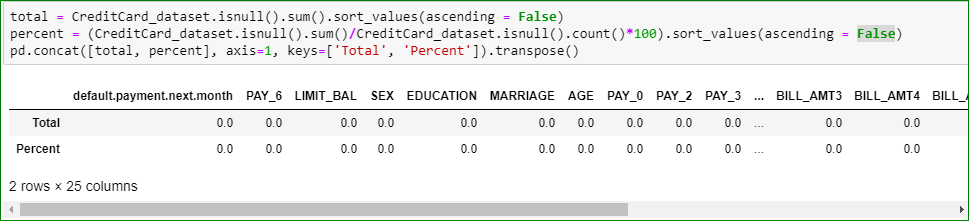 total = CreditCard_dataset.isnull().sum().sort_values(ascending = False)
percent = (CreditCard_dataset.isnull().sum()/CreditCard_dataset.isnull().count()*100).sort_values(ascending = False)
pd.concat([total, percent], axis=1, keys=['Total', 'Percent']).transpose()
default.payment.next.month PAY_6 LIMIT_BAL SEX EDUCATION MARRIAGE AGE PAY_0 PAY_2 PAY_3 ... BILL_AMT3 BILL_AMT4 BILL_
Total 0.0 0.0 0.0 0.0 0.0 0.0 0.0 0.0 0.0 0.0 ... 0.0 0.0
Percent 0.0 0.0 0.0 0.0 0.0 0.0 0.0 0.0 0.0 0.0 ... 0.0 0.0
2 rows × 25 columns